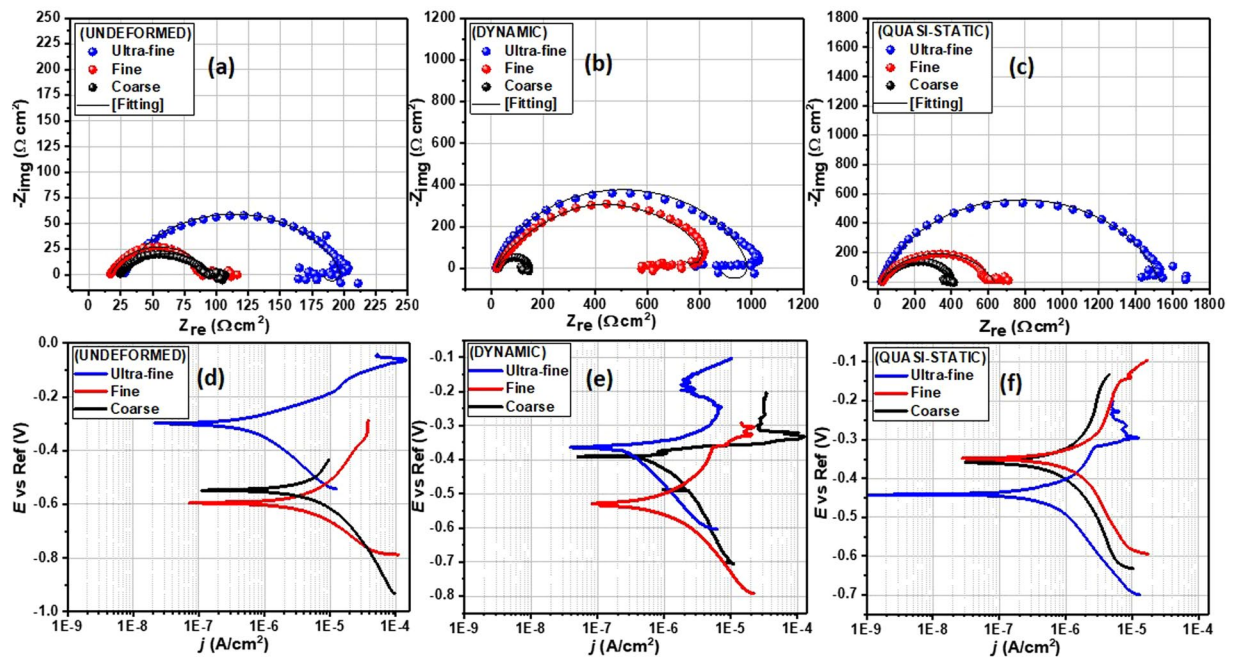 (UNDEFORMED)
Ultra-fine
Fine
Coarse
[Fitting]
(a)
250
225
200
175
150
125
100
75
50
25
0
-Zimg (Ω cm²)
0 25 50 75 100 125 150 175 200 225 250
Zre (Ω cm²)
(DYNAMIC)
Ultra-fine
Fine
Coarse
[Fitting]
(b)
1200
1000
800
600
400
200
0
-Zimg (Ω cm²)
0 200 400 600 800 1000 1200
Zre (Ω cm²)
(QUASI-STATIC)
Ultra-fine
Fine
Coarse
[Fitting]
(c)
1800
1600
1400
1200
1000
800
600
400
200
0
-Zimg (Ω cm²)
0 200 400 600 800 1000 1200 1400 1600 1800
Zre (Ω cm²)
(UNDEFORMED)
Ultra-fine
Fine
Coarse
(d)
0.0
-0.2
-0.4
-0.6
-0.8
-1.0
E vs Ref (V)
1E-9 1E-8 1E-7 1E-6 1E-5 1E-4
j (A/cm²)
(DYNAMIC)
Ultra-fine
Fine
Coarse
(e)
-0.1
-0.2
-0.3
-0.4
-0.5
-0.6
-0.7
-0.8
E vs Ref (V)
1E-9 1E-8 1E-7 1E-6 1E-5 1E-4
j (A/cm²)
(QUASI-STATIC)
Ultra-fine
Fine
Coarse
(f)
-0.1
-0.2
-0.3
-0.4
-0.5
-0.6
-0.7
E vs Ref (V)
1E-9 1E-8 1E-7 1E-6 1E-5 1E-4
j (A/cm²)